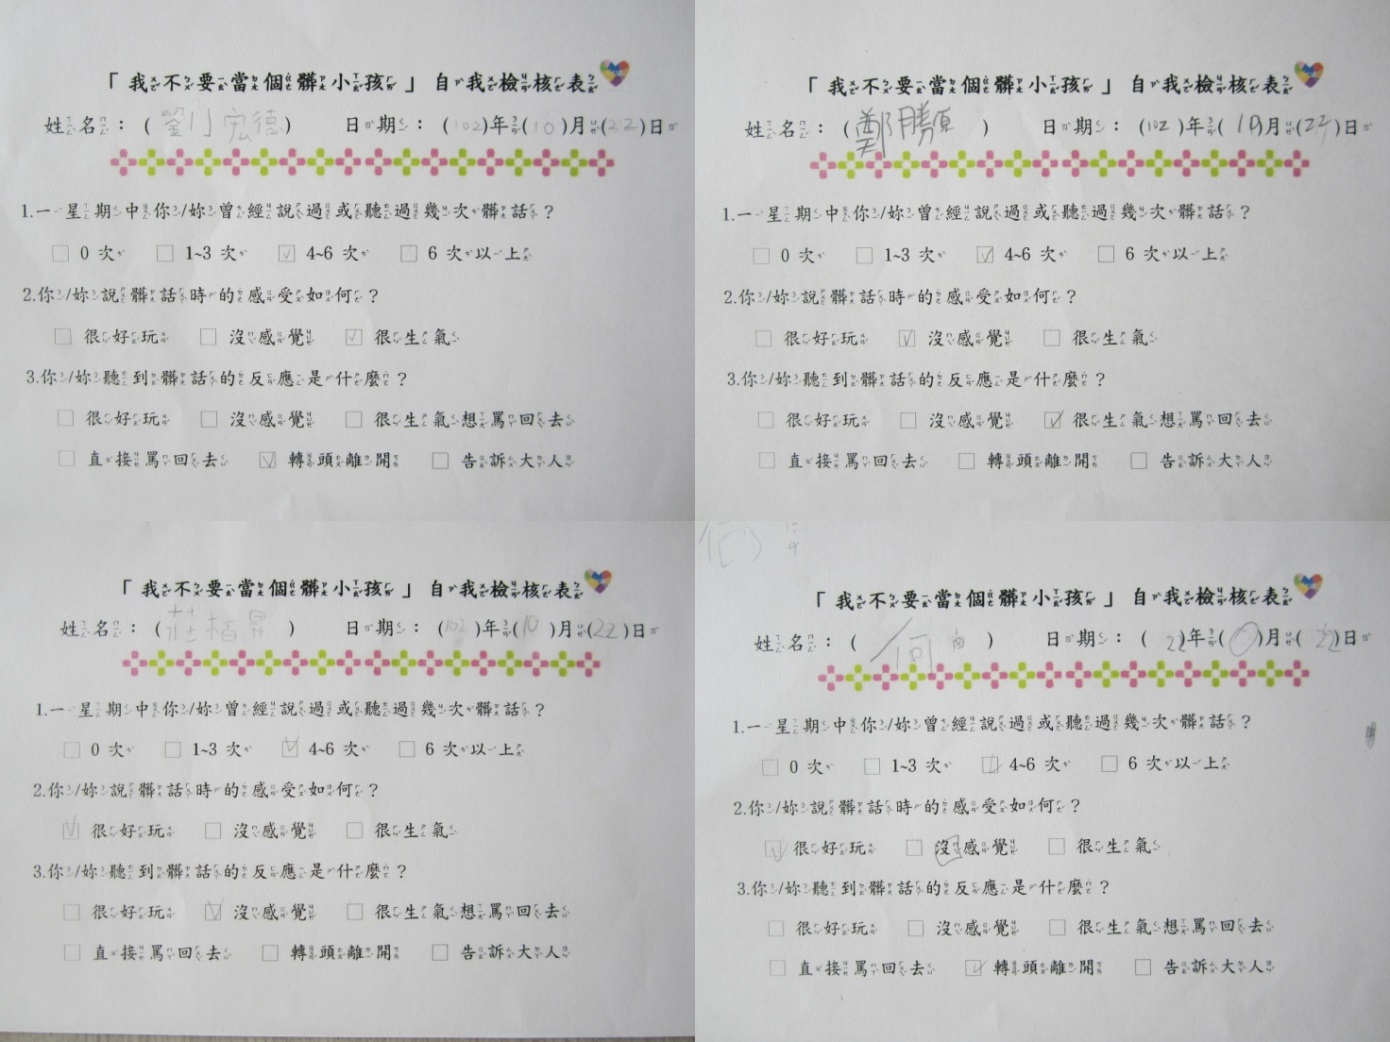 「我不要當個髒小孩」自我檢核表
姓名：(劉宏德) 日期：(102)年(10)月(22)日
1.一星期中你/妳曾經說過或聽過幾次髒話？
0 次 1~3 次 4~6 次 6 次以上
2.你/妳說髒話時的感受如何？
很好玩 沒感覺 很生氣
3.你/妳聽到髒話的反應是什麼？
很好玩 沒感覺 很生氣想罵回去
直接罵回去 轉頭離開 告訴大人
「我不要當個髒小孩」自我檢核表
姓名：(鄭勝) 日期：(102)年(10)月(22)日
1.一星期中你/妳曾經說過或聽過幾次髒話？
0 次 1~3 次 4~6 次 6 次以上
2.你/妳說髒話時的感受如何？
很好玩 沒感覺 很生氣
3.你/妳聽到髒話的反應是什麼？
很好玩 沒感覺 很生氣想罵回去
直接罵回去 轉頭離開 告訴大人
「我不要當個髒小孩」自我檢核表
姓名：(莊) 日期：(102)年(10)月(22)日
1.一星期中你/妳曾經說過或聽過幾次髒話？
0 次 1~3 次 4~6 次 6 次以上
2.你/妳說髒話時的感受如何？
很好玩 沒感覺 很生氣
3.你/妳聽到髒話的反應是什麼？
很好玩 沒感覺 很生氣想罵回去
直接罵回去 轉頭離開 告訴大人
「我不要當個髒小孩」自我檢核表
姓名：(何) 日期：(22)年( )月(22)日
1.一星期中你/妳曾經說過或聽過幾次髒話？
0 次 1~3 次 4~6 次 6 次以上
2.你/妳說髒話時的感受如何？
很好玩 沒感覺 很生氣
3.你/妳聽到髒話的反應是什麼？
很好玩 沒感覺 很生氣想罵回去
直接罵回去 轉頭離開 告訴大人